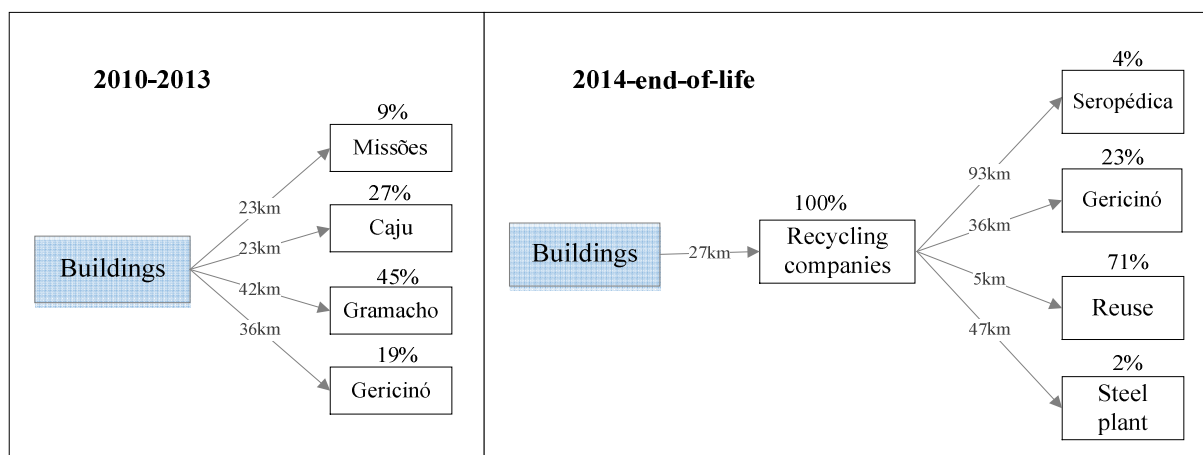 2010-2013
9%
Missões
23km
27%
Caju
23km
Buildings
45%
42km
Gramacho
36km
19%
Gericinó
2014-end-of-life
4%
Seropédica
93km
23%
Gericinó
36km
100%
Buildings
27km
Recycling
companies
71%
5km
Reuse
47km
2%
Steel
plant